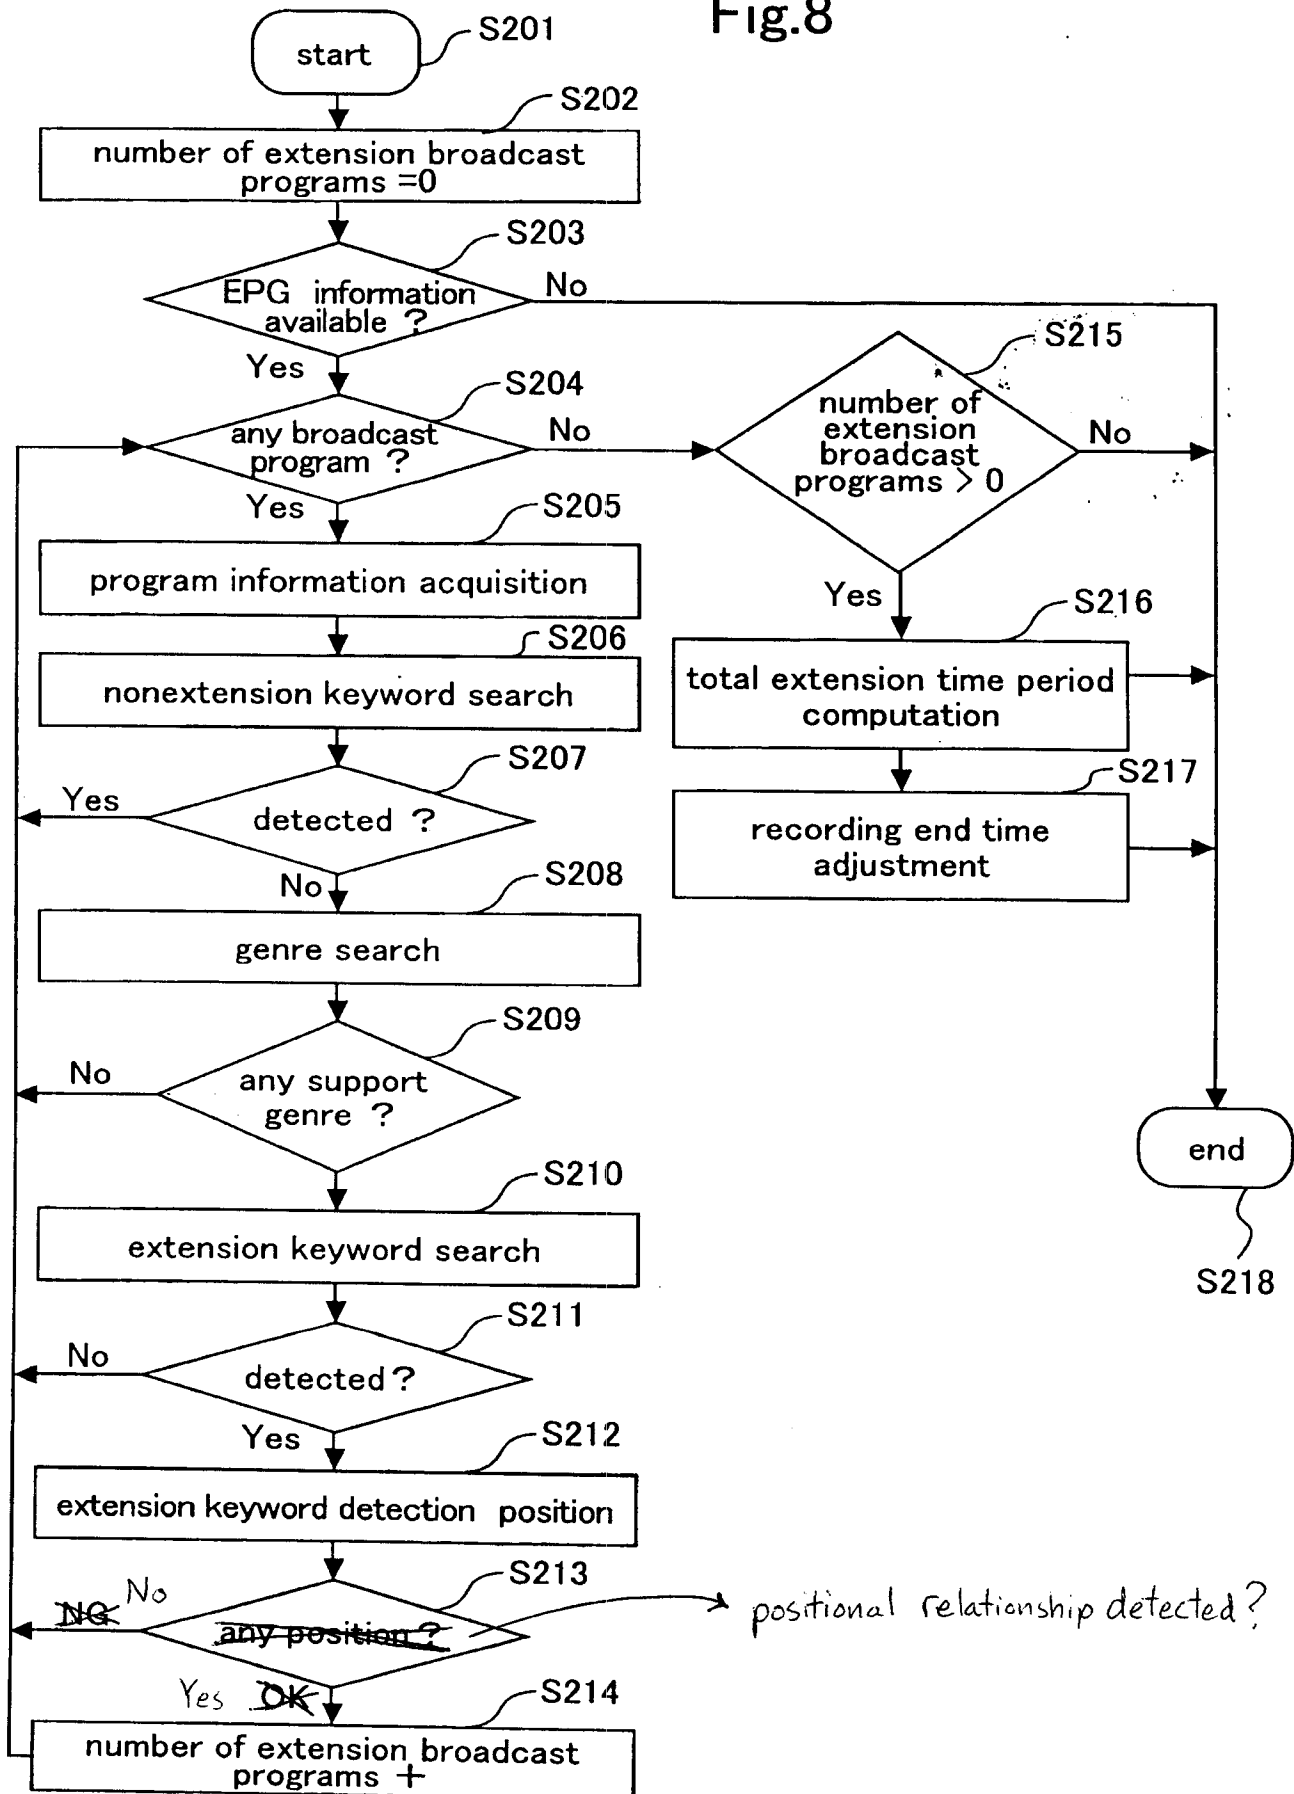 Fig.8
start
S201
S202
number of extension broadcast
programs =0
S203
EPG information
available ?
No
Yes
S204
any broadcast
program ?
No
Yes
S215
number of
extension
broadcast
programs > 0
No
Yes
S205
program information acquisition
S206
nonextension keyword search
S207
detected ?
Yes
No
S216
total extension time period
computation
S217
recording end time
adjustment
S208
genre search
S209
any support
genre ?
No
S210
extension keyword search
S211
detected ?
No
Yes
end
S218
S212
extension keyword detection position
S213
any position ?
NG No
positional relationship detected?
Yes OK
S214
number of extension broadcast
programs +